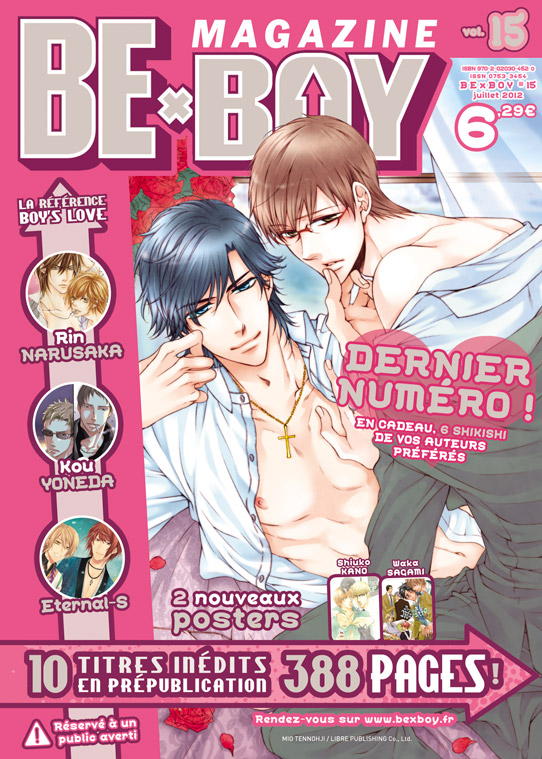 MAGAZINE
BE×BOY
vol. 15
ISBN 970-2-02030-452 0
ISSN 0753 3454
BExBOY n° 15
juillet 2012
6,29€
LA RÉFÉRENCE
BOY'S LOVE
Rin
NARUSAKA
Kou
YONEDA
Eternal-S
DERNIER
NUMÉRO !
EN CADEAU, 6 SHIKISHI
DE VOS AUTEURS
PRÉFÉRÉS
Shiuko
KANO
Waka
SAGAMI
2 nouveaux
posters
10 TITRES INÉDITS
EN PRÉPUBLICATION
388 PAGES !
Réservé à un
public averti
Rendez-vous sur www.bexboy.fr
MIO TENNOHJI / LIBRE PUBLISHING Co., Ltd.